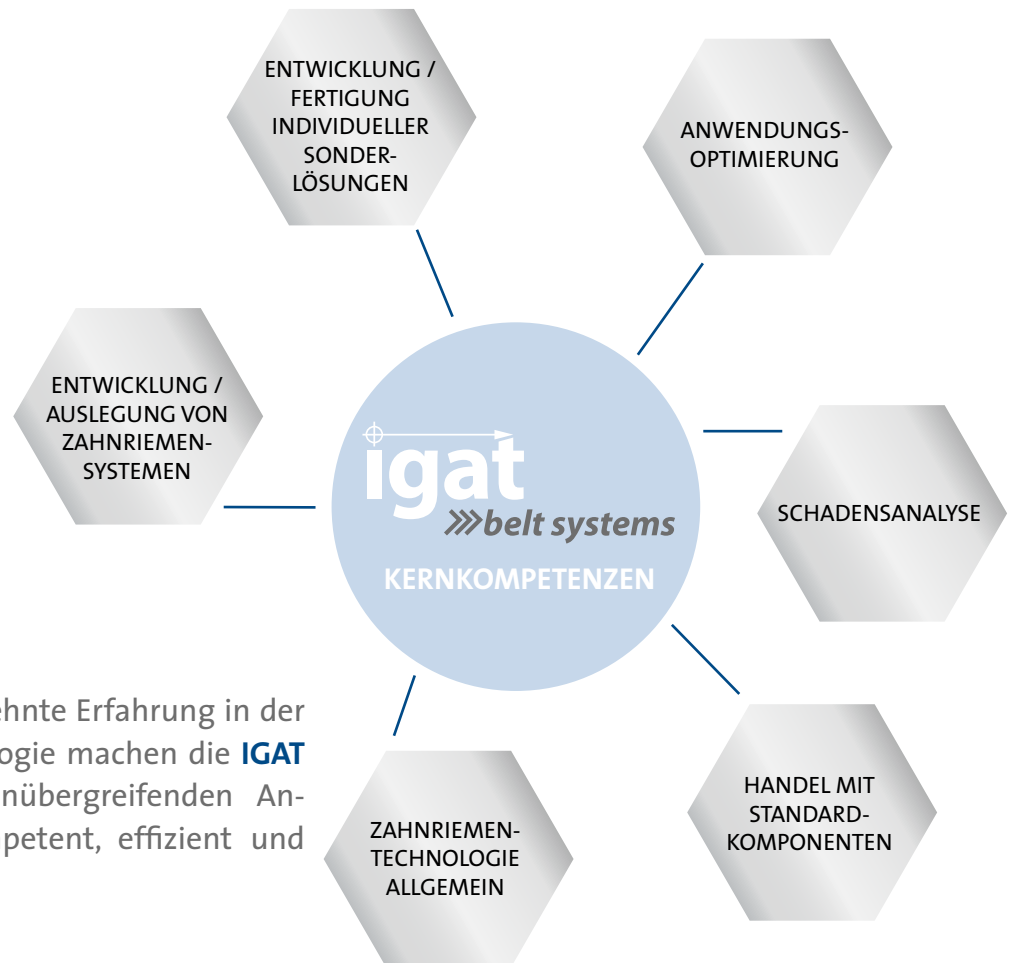 ENTWICKLUNG /
FERTIGUNG
INDIVIDUELLER
SONDER-
LÖSUNGEN
ANWENDUNGS-
OPTIMIERUNG
ENTWICKLUNG /
AUSLEGUNG VON
ZAHNRIEMEN-
SYSTEMEN
igat
belt systems
KERNKOMPETENZEN
SCHADENSANALYSE
ehnte Erfahrung in der
ogie machen die IGAT
nübergreifenden An-
petent, effizient und
ZAHNRIEMEN-
TECHNOLOGIE
ALLGEMEIN
HANDEL MIT
STANDARD-
KOMPONENTEN